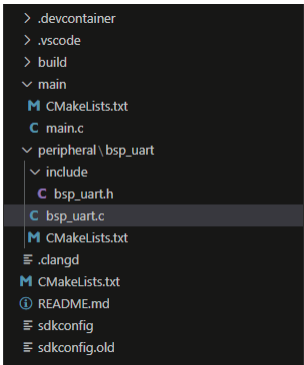 .devcontainer
.vscode
build
main
CMakeLists.txt
C main.c
peripheral\bsp_uart
include
C bsp_uart.h
C bsp_uart.c
CMakeLists.txt
.clangd
CMakeLists.txt
README.md
sdkconfig
sdkconfig.old